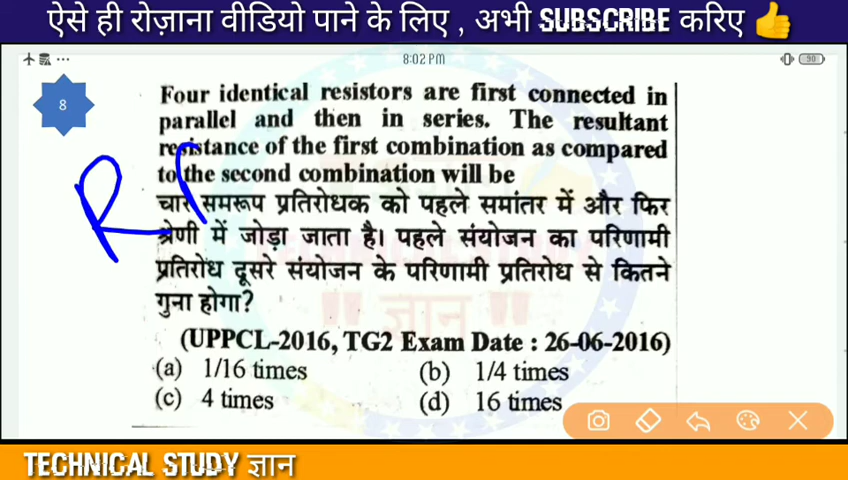 ऐसे ही रोज़ाना वीडियो पाने के लिए , अभी SUBSCRIBE करिए
8:02 PM
90
8
Four identical resistors are first connected in
parallel and then in series. The resultant
resistance of the first combination as compared
to the second combination will be
चार समरूप प्रतिरोधक को पहले समांतर में और फिर
श्रेणी में जोड़ा जाता है। पहले संयोजन का परिणामी
प्रतिरोध दूसरे संयोजन के परिणामी प्रतिरोध से कितने
गुना होगा?
(UPPCL-2016, TG2 Exam Date : 26-06-2016)
(a) 1/16 times (b) 1/4 times
(c) 4 times (d) 16 times
TECHNICAL STUDY ज्ञान